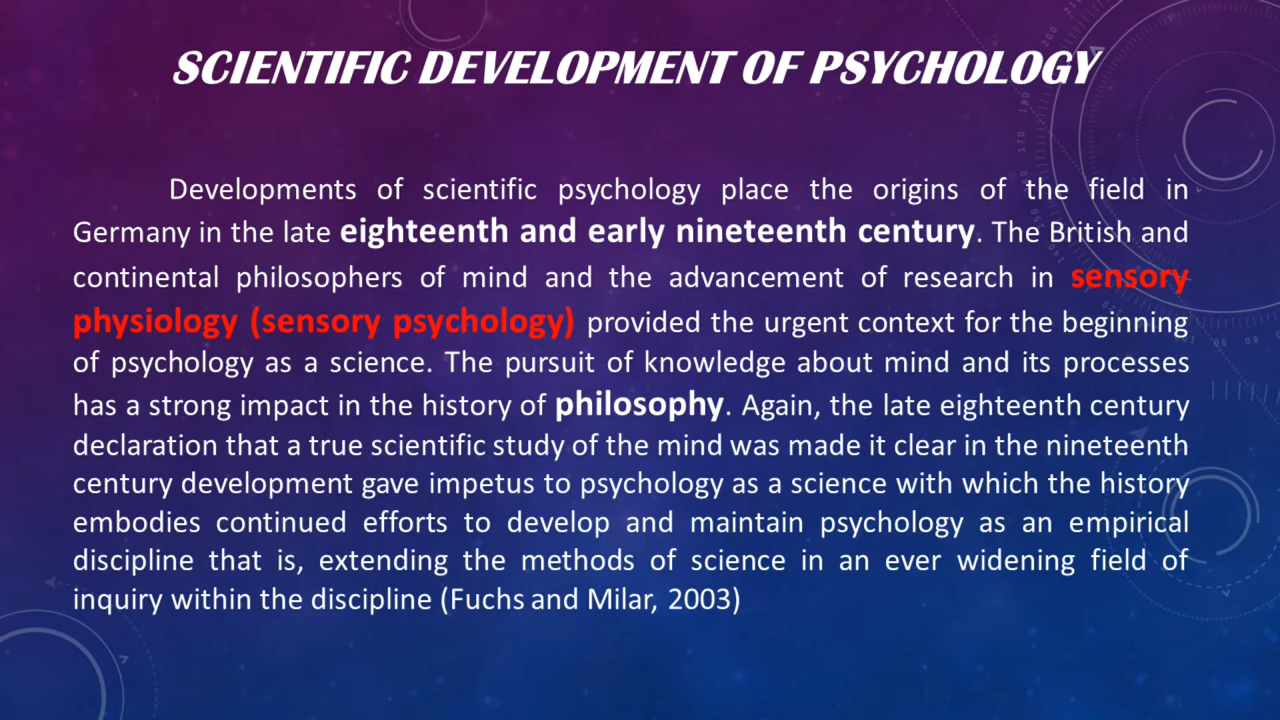 SCIENTIFIC DEVELOPMENT OF PSYCHOLOGY
Developments of scientific psychology place the origins of the field in
Germany in the late eighteenth and early nineteenth century. The British and
continental philosophers of mind and the advancement of research in sensory
physiology (sensory psychology) provided the urgent context for the beginning
of psychology as a science. The pursuit of knowledge about mind and its processes
has a strong impact in the history of philosophy. Again, the late eighteenth century
declaration that a true scientific study of the mind was made it clear in the nineteenth
century development gave impetus to psychology as a science with which the history
embodies continued efforts to develop and maintain psychology as an empirical
discipline that is, extending the methods of science in an ever widening field of
inquiry within the discipline (Fuchs and Milar, 2003)